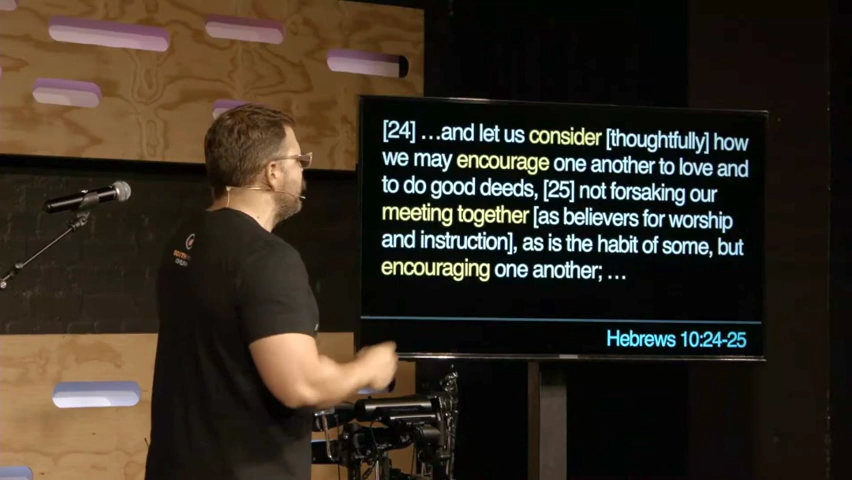 [24] …and let us consider [thoughtfully] how
we may encourage one another to love and
to do good deeds, [25] not forsaking our
meeting together [as believers for worship
and instruction], as is the habit of some, but
encouraging one another; …
Hebrews 10:24-25